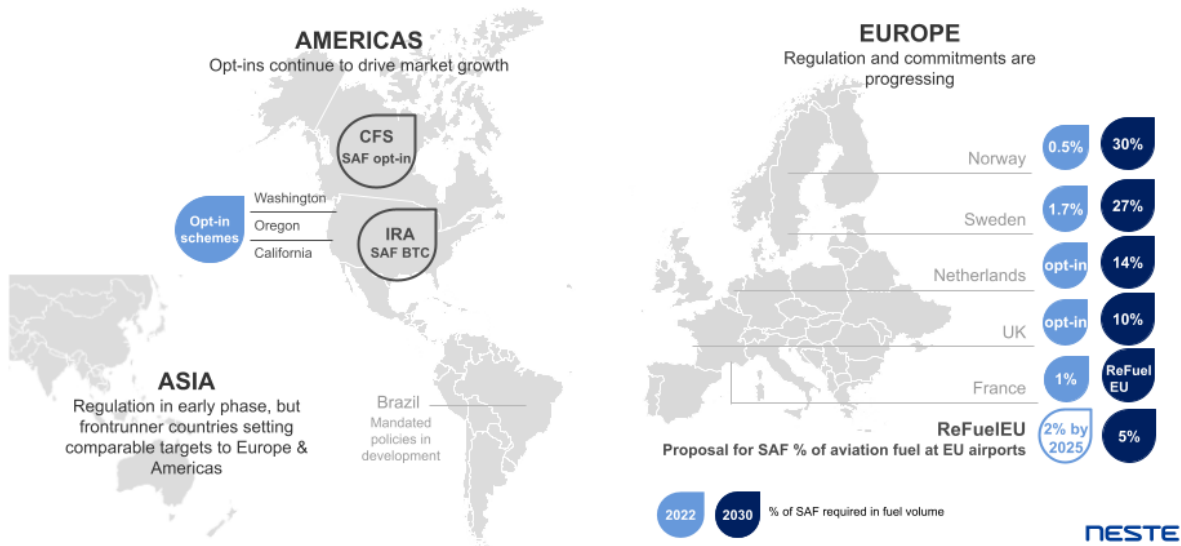 AMERICAS
Opt-ins continue to drive market growth
CFS
SAF opt-in
Washington
Opt-in
schemes
Oregon
California
IRA
SAF BTC
ASIA
Regulation in early phase, but
frontrunner countries setting
comparable targets to Europe &
Americas
Brazil
Mandated
policies in
development
EUROPE
Regulation and commitments are
progressing
Norway 0.5% 30%
Sweden 1.7% 27%
Netherlands opt-in 14%
UK opt-in 10%
France 1% ReFuel
EU
ReFuelEU
Proposal for SAF % of aviation fuel at EU airports
2% by
2025
5%
2022 2030 % of SAF required in fuel volume
NESTE